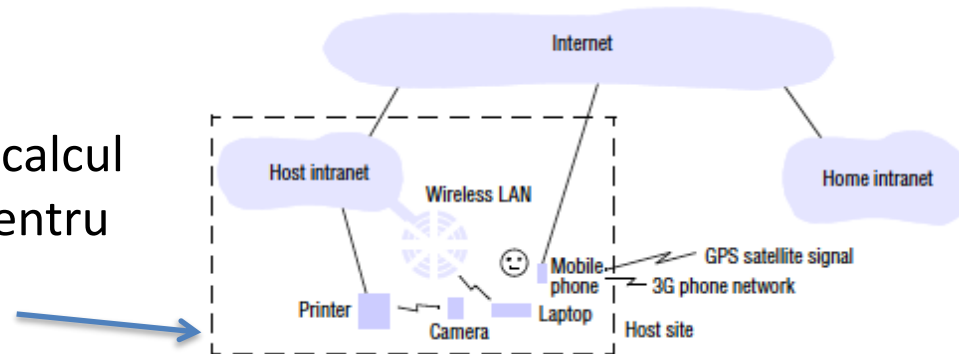 Internet
calcul
entru
Host intranet
Wireless LAN
Home intranet
Mobile
phone
GPS satellite signal
3G phone network
Printer
Camera
Laptop
Host site